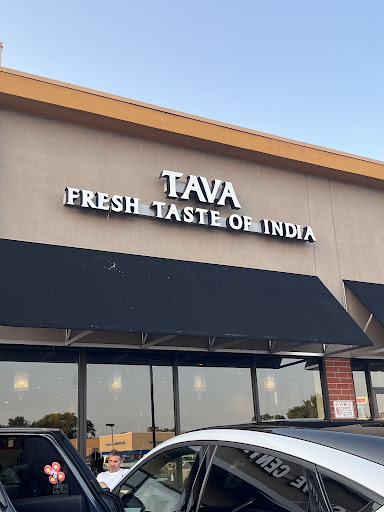 TAVA
FRESH TASTE OF INDIA